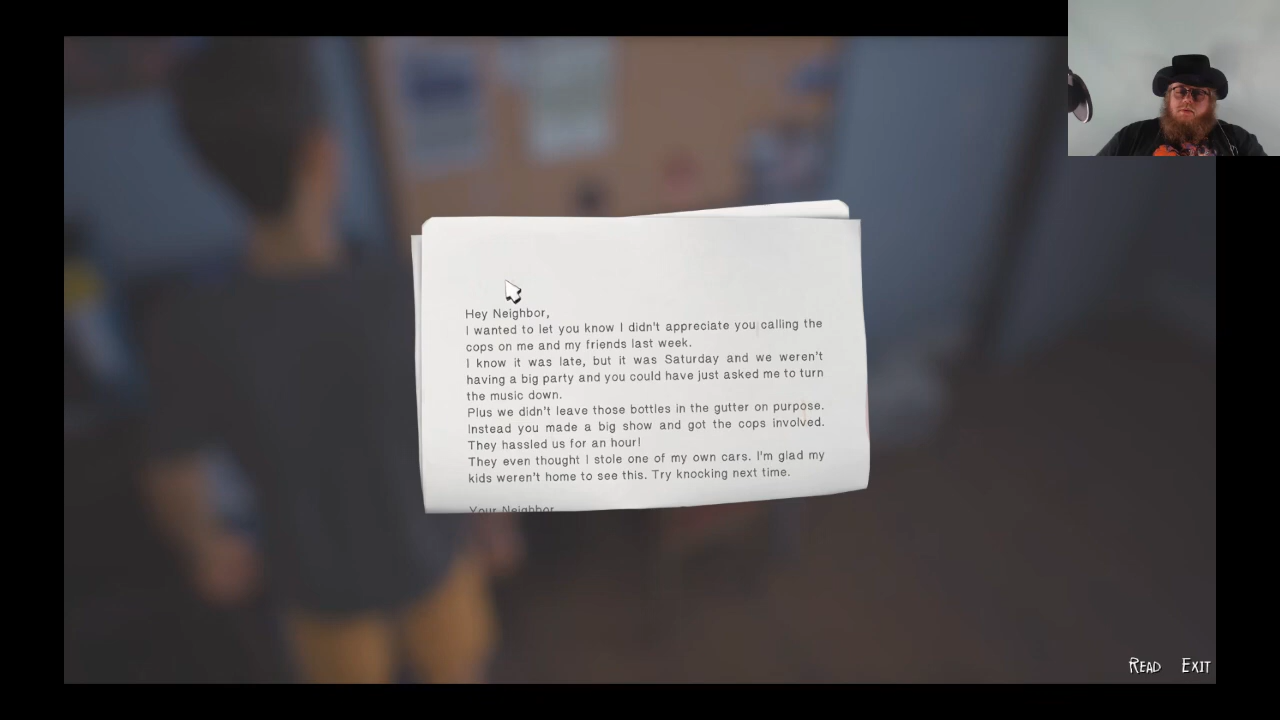 Hey Neighbor,
I wanted to let you know I didn't appreciate you calling the
cops on me and my friends last week.
I know it was late, but it was Saturday and we weren't
having a big party and you could have just asked me to turn
the music down.
Plus we didn't leave those bottles in the gutter on purpose.
Instead you made a big show and got the cops involved.
They hassled us for an hour!
They even thought I stole one of my own cars. I'm glad my
kids weren't home to see this. Try knocking next time.
Your Neighbor
READ EXIT